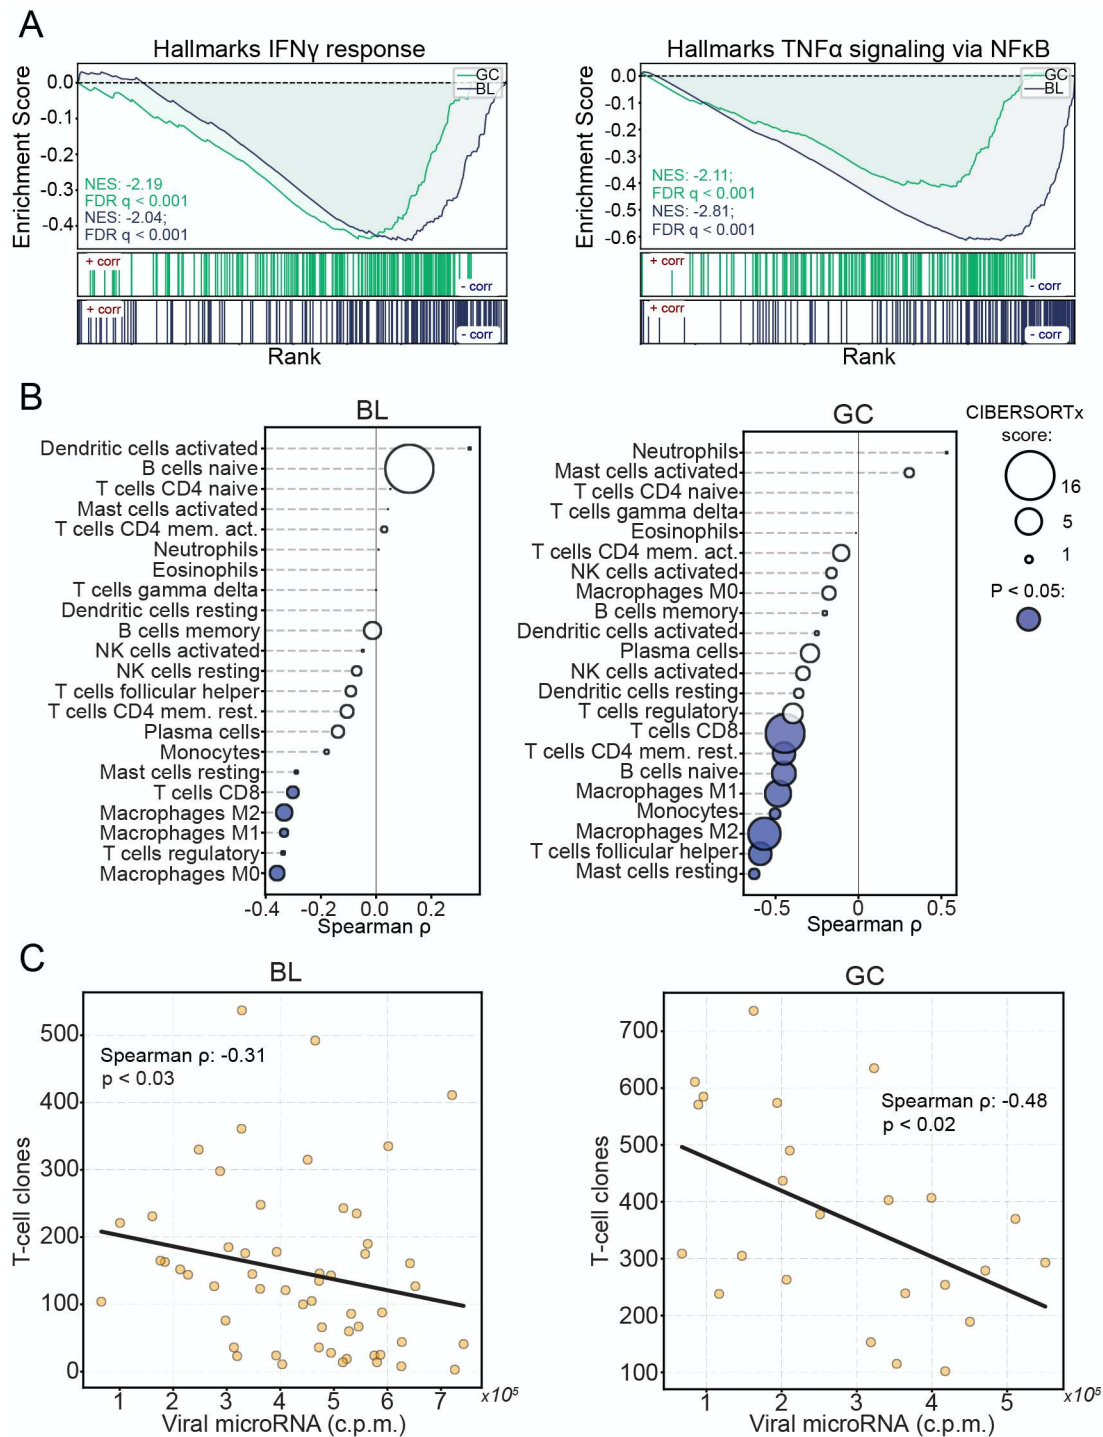 A
Hallmarks IFNγ response
Enrichment Score
0.0
-0.1
-0.2
-0.3
-0.4
GC
BL
NES: -2.19
FDR q < 0.001
NES: -2.04;
FDR q < 0.001
+ corr
- corr
+ corr
- corr
Rank
Hallmarks TNFα signaling via NFκB
Enrichment Score
0.0
-0.1
-0.2
-0.3
-0.4
-0.5
-0.6
GC
BL
NES: -2.11;
FDR q < 0.001
NES: -2.81;
FDR q < 0.001
+ corr
- corr
+ corr
- corr
Rank
B
BL
Dendritic cells activated
B cells naive
T cells CD4 naive
Mast cells activated
T cells CD4 mem. act.
Neutrophils
Eosinophils
T cells gamma delta
Dendritic cells resting
B cells memory
NK cells activated
NK cells resting
T cells follicular helper
T cells CD4 mem. rest.
Plasma cells
Monocytes
Mast cells resting
T cells CD8
Macrophages M2
Macrophages M1
T cells regulatory
Macrophages M0
-0.4 -0.2 0.0 0.2
Spearman ρ
GC
Neutrophils
Mast cells activated
T cells CD4 naive
T cells gamma delta
Eosinophils
T cells CD4 mem. act.
NK cells activated
Macrophages M0
B cells memory
Dendritic cells activated
Plasma cells
NK cells activated
Dendritic cells resting
T cells regulatory
T cells CD8
T cells CD4 mem. rest.
B cells naive
Macrophages M1
Monocytes
Macrophages M2
T cells follicular helper
Mast cells resting
-0.5 0 0.5
Spearman ρ
CIBERSORTx
score:
16
5
1
P < 0.05:
C
BL
T-cell clones
500
400
300
200
100
0
Spearman ρ: -0.31
p < 0.03
1 2 3 4 5 6 7 x10⁵
Viral microRNA (c.p.m.)
GC
T-cell clones
700
600
500
400
300
200
100
Spearman ρ: -0.48
p < 0.02
1 2 3 4 5 x10⁵
Viral microRNA (c.p.m.)